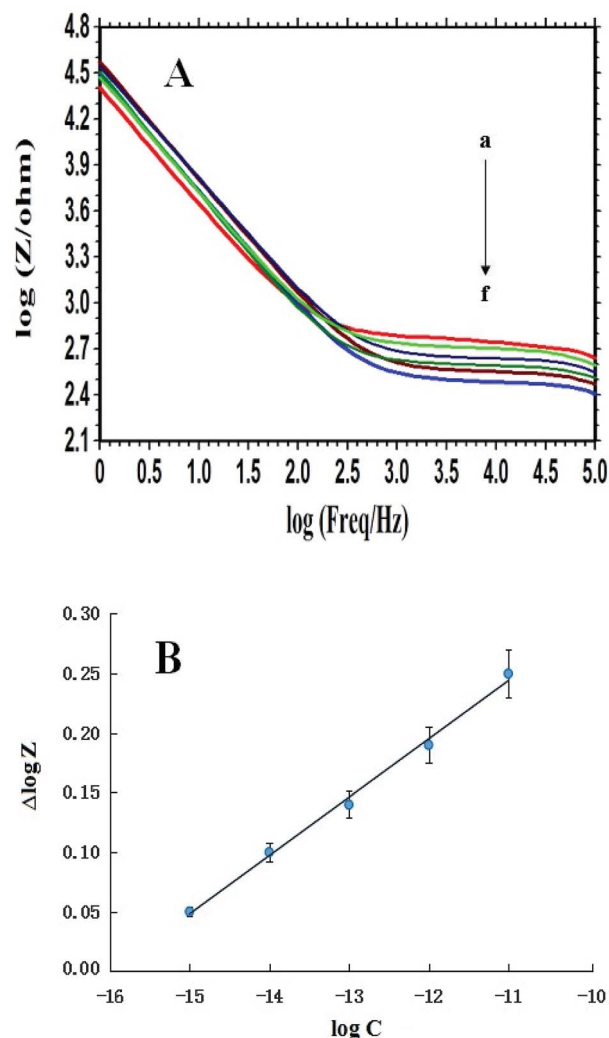 4.8
4.5
4.2
3.9
3.6
3.3
3.0
2.7
2.4
2.1
A
a
f
log (Z/ohm)
0 0.5 1.0 1.5 2.0 2.5 3.0 3.5 4.0 4.5 5.0
log (Freq/Hz)
0.30
0.25
0.20
0.15
0.10
0.05
0.00
B
ΔlogZ
-16 -15 -14 -13 -12 -11 -10
log C